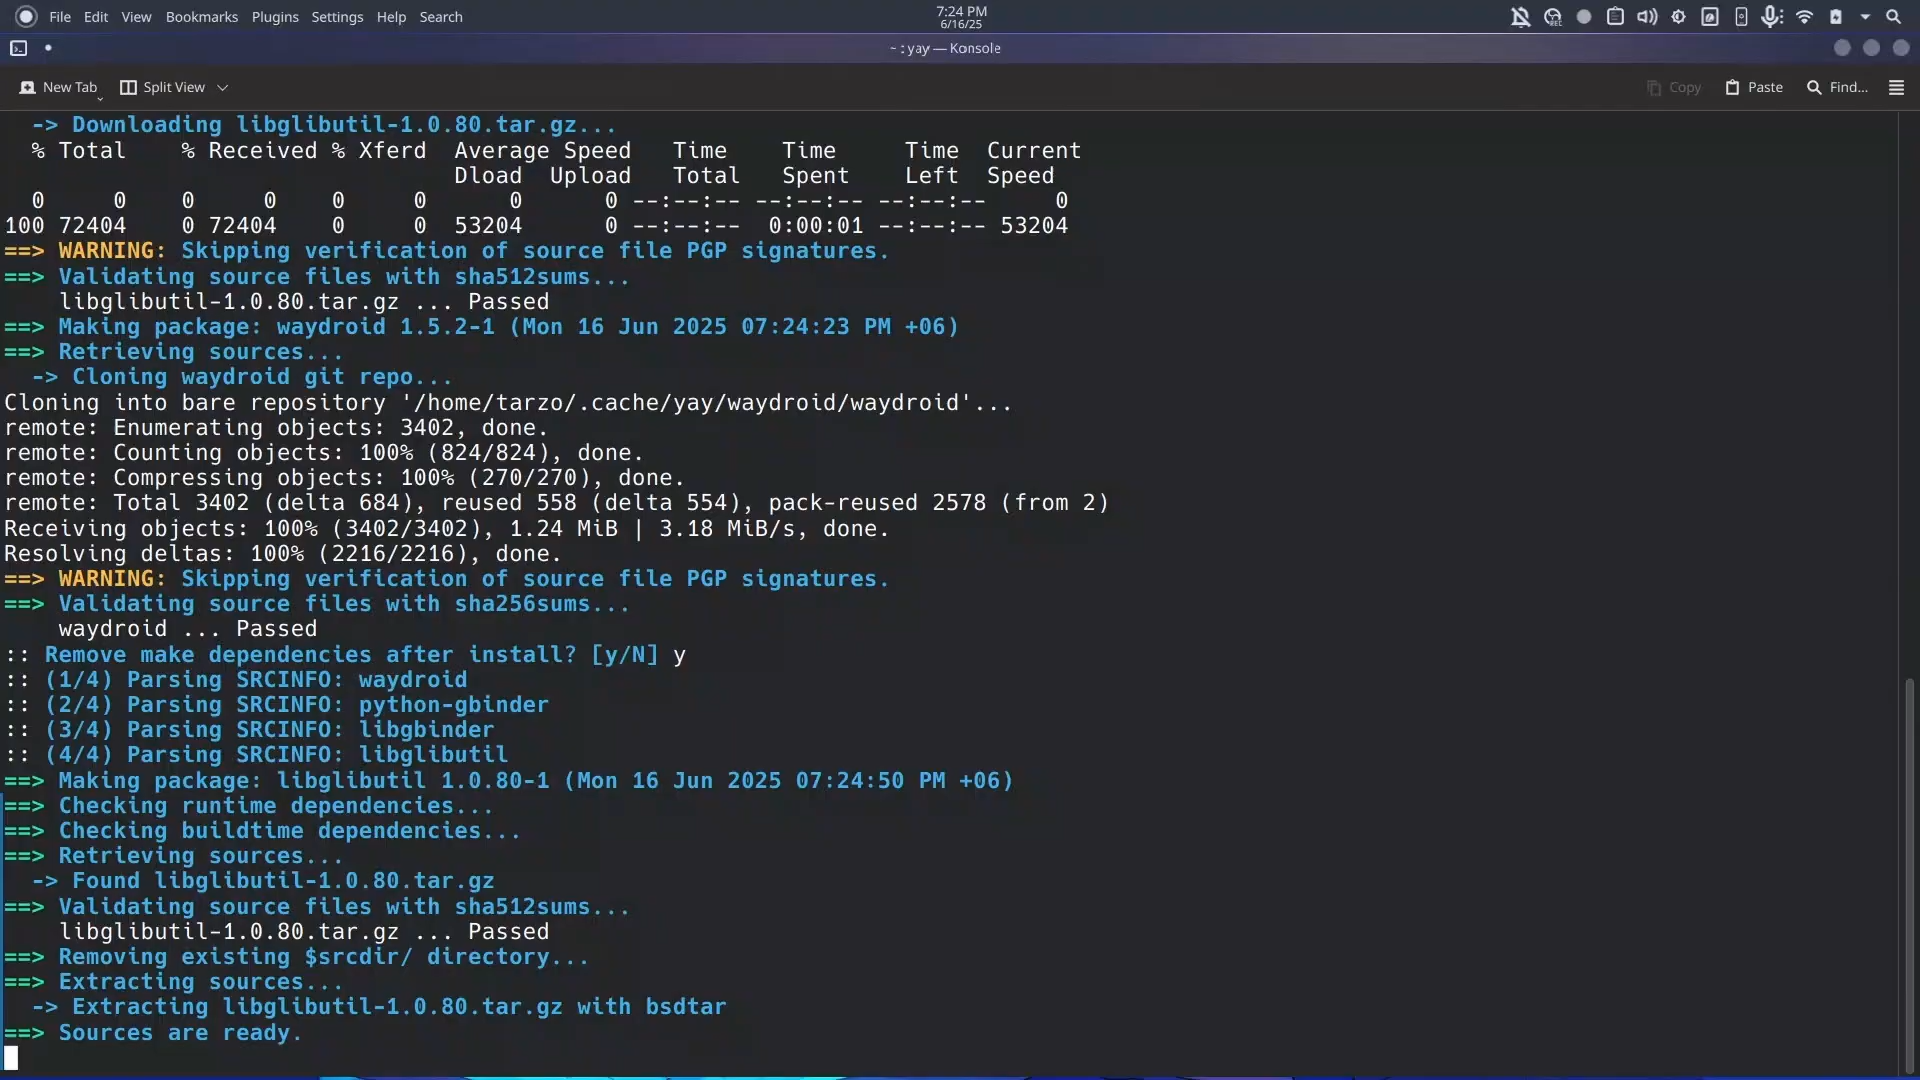 File Edit View Bookmarks Plugins Settings Help Search
7:24 PM
6/16/25
~ : yay — Konsole
New Tab Split View Copy Paste Find...
-> Downloading libglibutil-1.0.80.tar.gz...
% Total % Received % Xferd Average Speed Time Time Time Current
Dload Upload Total Spent Left Speed
0 0 0 0 0 0 0 0 --:--:-- --:--:-- --:--:-- 0
100 72404 0 72404 0 0 53204 0 --:--:-- 0:00:01 --:--:-- 53204
==> WARNING: Skipping verification of source file PGP signatures.
==> Validating source files with sha512sums...
libglibutil-1.0.80.tar.gz ... Passed
==> Making package: waydroid 1.5.2-1 (Mon 16 Jun 2025 07:24:23 PM +06)
==> Retrieving sources...
-> Cloning waydroid git repo...
Cloning into bare repository '/home/tarzo/.cache/yay/waydroid/waydroid'...
remote: Enumerating objects: 3402, done.
remote: Counting objects: 100% (824/824), done.
remote: Compressing objects: 100% (270/270), done.
remote: Total 3402 (delta 684), reused 558 (delta 554), pack-reused 2578 (from 2)
Receiving objects: 100% (3402/3402), 1.24 MiB | 3.18 MiB/s, done.
Resolving deltas: 100% (2216/2216), done.
==> WARNING: Skipping verification of source file PGP signatures.
==> Validating source files with sha256sums...
waydroid ... Passed
:: Remove make dependencies after install? [y/N] y
:: (1/4) Parsing SRCINFO: waydroid
:: (2/4) Parsing SRCINFO: python-gbinder
:: (3/4) Parsing SRCINFO: libgbinder
:: (4/4) Parsing SRCINFO: libglibutil
==> Making package: libglibutil 1.0.80-1 (Mon 16 Jun 2025 07:24:50 PM +06)
==> Checking runtime dependencies...
==> Checking buildtime dependencies...
==> Retrieving sources...
-> Found libglibutil-1.0.80.tar.gz
==> Validating source files with sha512sums...
libglibutil-1.0.80.tar.gz ... Passed
==> Removing existing $srcdir/ directory...
==> Extracting sources...
-> Extracting libglibutil-1.0.80.tar.gz with bsdtar
==> Sources are ready.